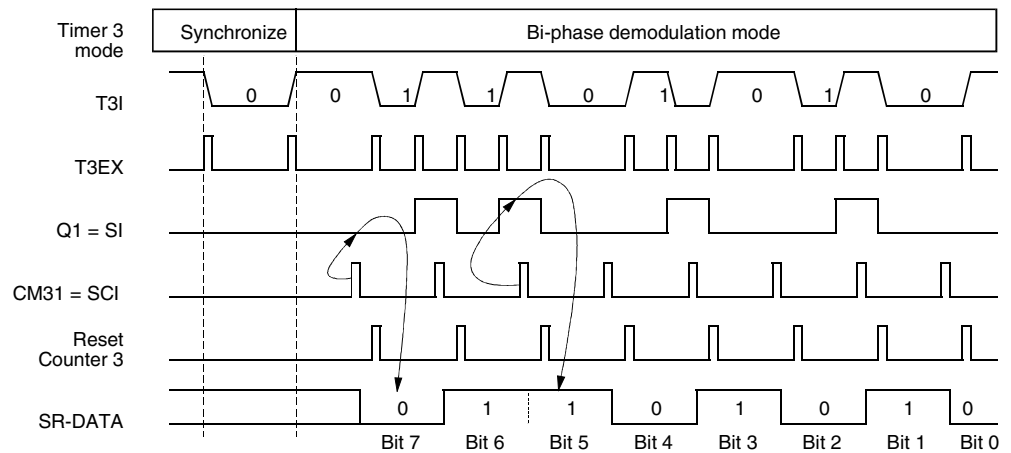 Timer 3 mode
Synchronize
Bi-phase demodulation mode
T3I
0 0 1 1 0 1 0 1 0
T3EX
Q1 = SI
CM31 = SCI
Reset
Counter 3
SR-DATA
0 1 1 0 1 0 1 0
Bit 7 Bit 6 Bit 5 Bit 4 Bit 3 Bit 2 Bit 1 Bit 0